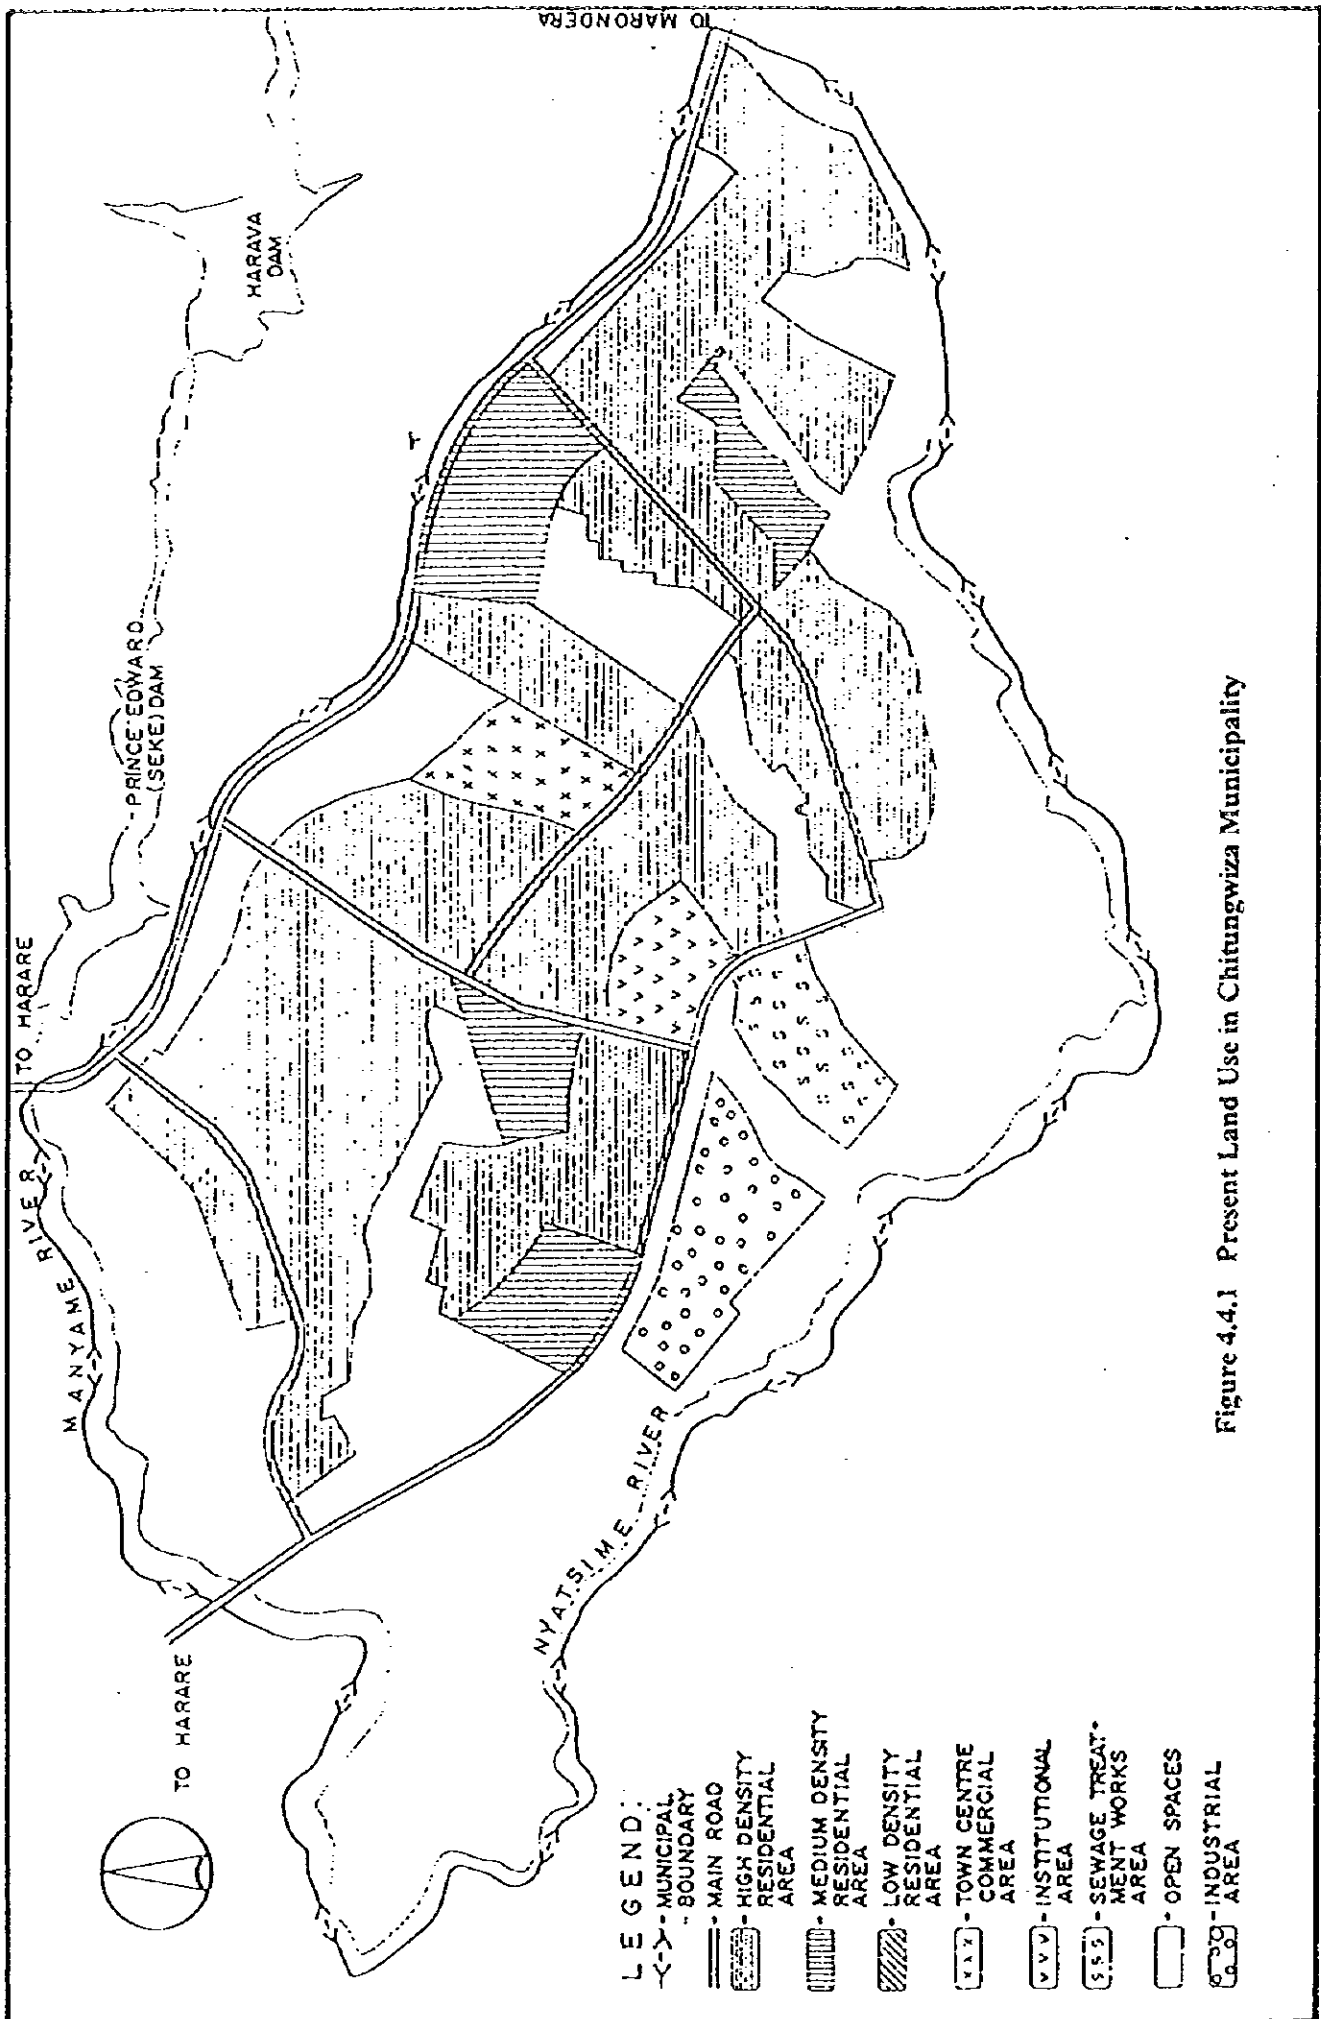 TO MARONDERA
HARAVA
DAM
PRINCE EDWARD
(SEKE) DAM
TO HARARE
MANYAME RIVER
TO HARARE
NYATSIME RIVER
LEGEND:
<->- MUNICIPAL
BOUNDARY
- MAIN ROAD
- HIGH DENSITY
RESIDENTIAL
AREA
- MEDIUM DENSITY
RESIDENTIAL
AREA
- LOW DENSITY
RESIDENTIAL
AREA
- TOWN CENTRE
COMMERCIAL
AREA
- INSTITUTIONAL
AREA
- SEWAGE TREAT-
MENT WORKS
AREA
- OPEN SPACES
- INDUSTRIAL
AREA
Figure 4.4.1 Present Land Use in Chitungwiza Municipality